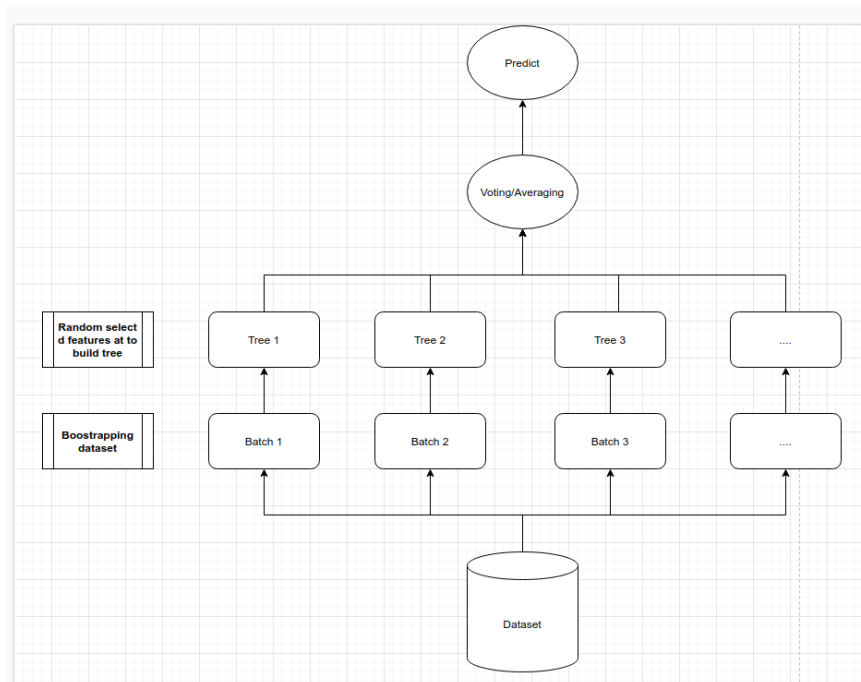 Predict
Voting/Averaging
Random select
d features at to
build tree
Tree 1
Tree 2
Tree 3
....
Boostrapping
dataset
Batch 1
Batch 2
Batch 3
....
Dataset